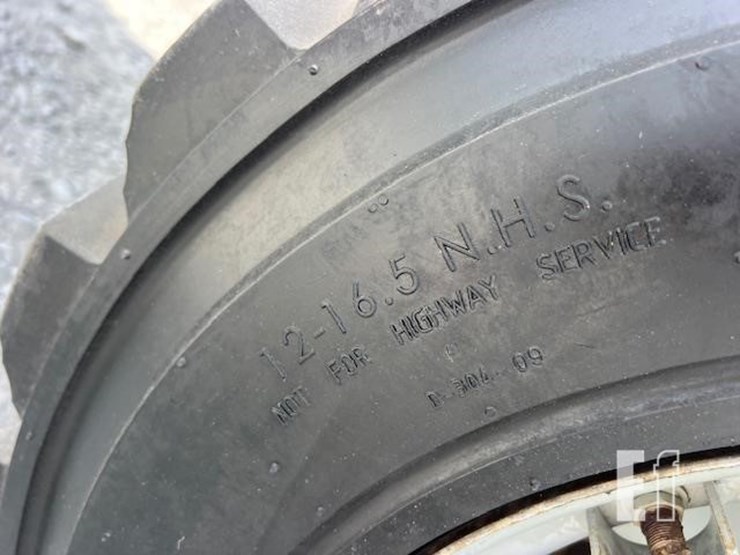 12-16.5 N.H.S.
NOT FOR HIGHWAY SERVICE
Ef